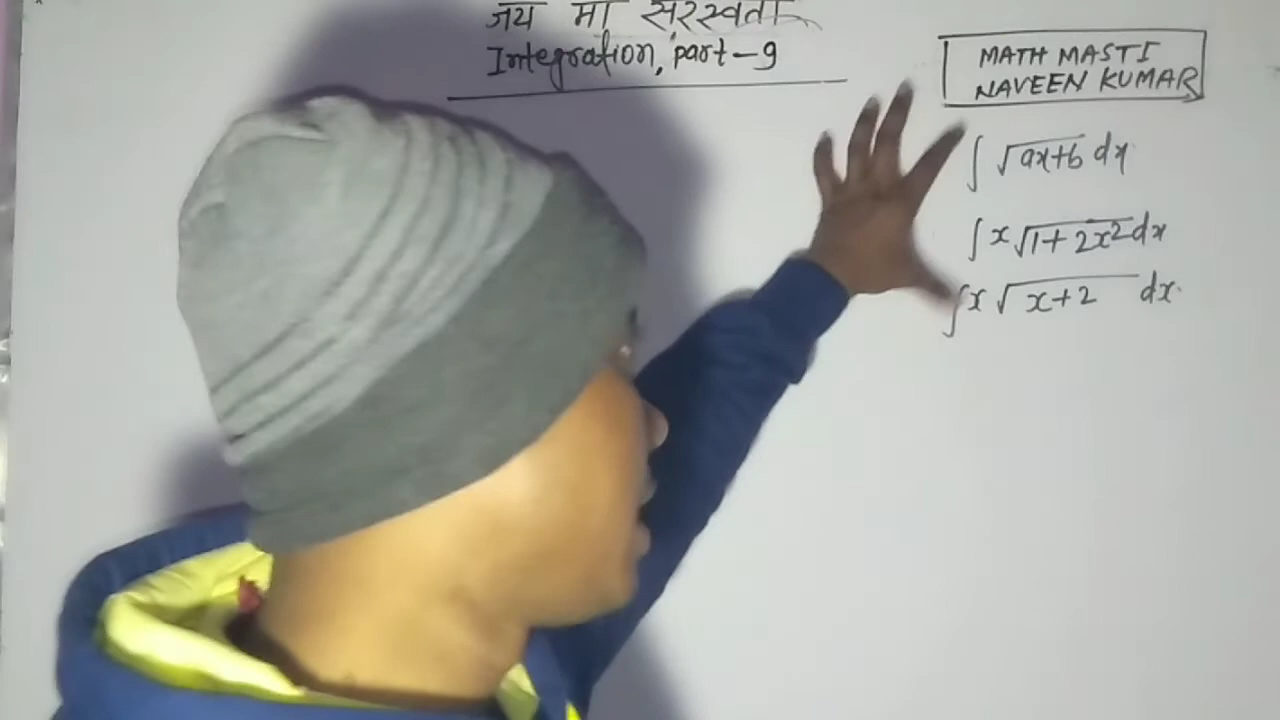 जय माँ सरस्वती
Integration, part-9
MATH MASTI
NAVEEN KUMAR
∫ √(ax+b) dx
∫ x √(1+2x²) dx
∫ x √(x+2) dx